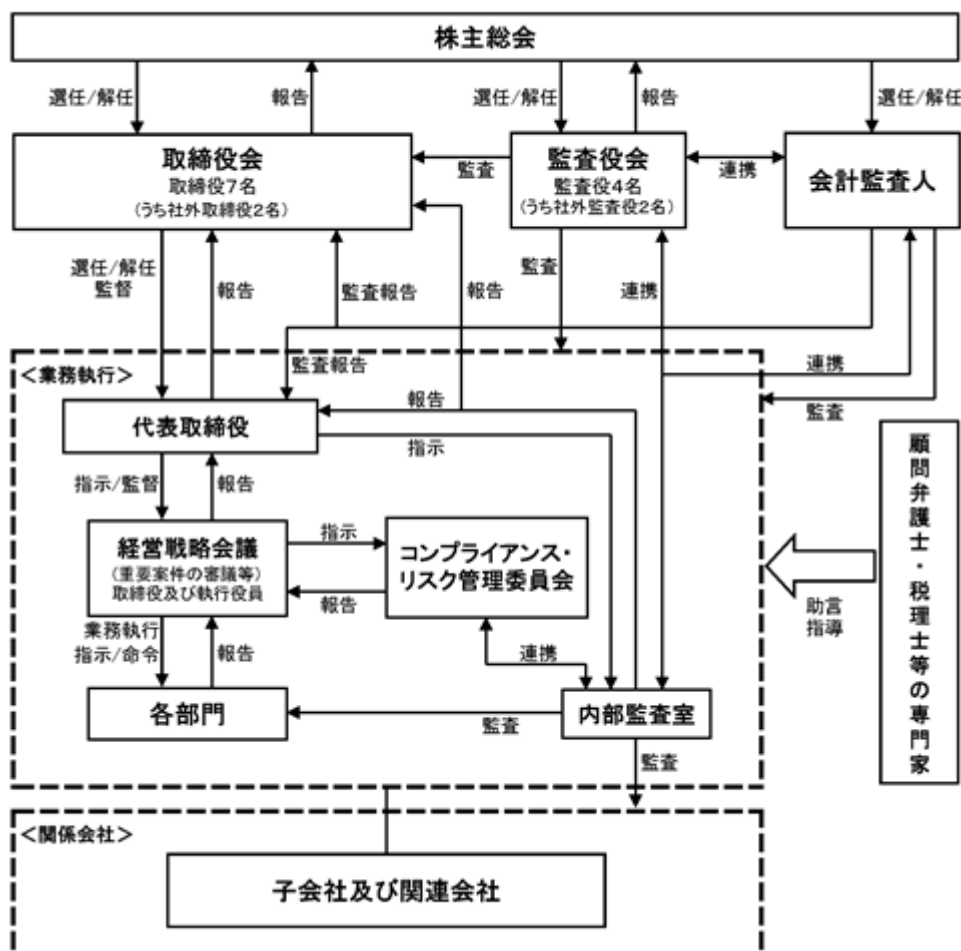 株主総会
選任/解任
報告
選任/解任
報告
選任/解任
取締役会
取締役7名
(うち社外取締役2名)
監査
監査役会
監査役4名
(うち社外監査役2名)
連携
会計監査人
選任/解任
監督
報告
監査報告
報告
監査
連携
＜業務執行＞
監査報告
連携
代表取締役
報告
指示
監査
指示/監督
報告
経営戦略会議
(重要案件の審議等)
取締役及び執行役員
指示
報告
コンプライアンス・
リスク管理委員会
顧問弁護士・税理士等の専門家
助言
指導
業務執行
指示/命令
報告
連携
各部門
監査
内部監査室
監査
＜関係会社＞
子会社及び関連会社